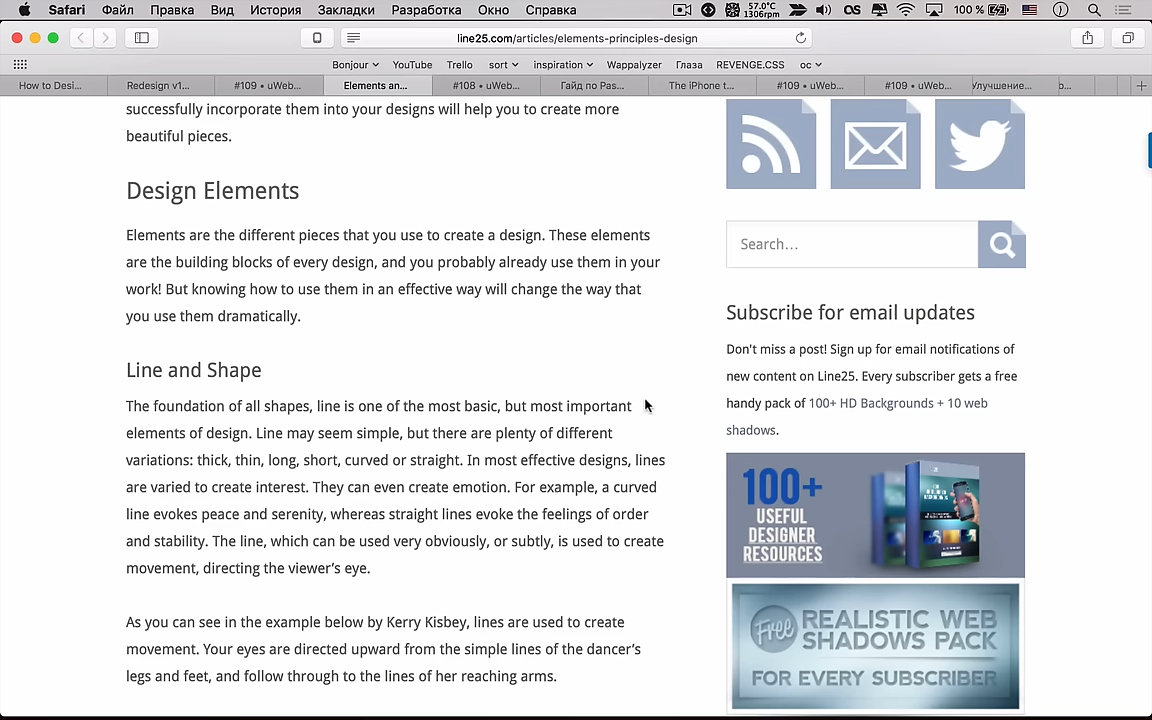 Safari Файл Правка Вид История Закладки Разработка Окно Справка
57.0°C
1306rpm
100 %
line25.com/articles/elements-principles-design
Bonjour YouTube Trello sort inspiration Wappalyzer Глаза REVENGE.CSS ос
How to Desi... Redesign v1... #109 • uWeb... Elements an... #108 • uWeb... Гайд по Pas... The iPhone t... #109 • uWeb... #109 • uWeb... Улучшение... b...
successfully incorporate them into your designs will help you to create more
beautiful pieces.
Design Elements
Elements are the different pieces that you use to create a design. These elements
are the building blocks of every design, and you probably already use them in your
work! But knowing how to use them in an effective way will change the way that
you use them dramatically.
Line and Shape
The foundation of all shapes, line is one of the most basic, but most important
elements of design. Line may seem simple, but there are plenty of different
variations: thick, thin, long, short, curved or straight. In most effective designs, lines
are varied to create interest. They can even create emotion. For example, a curved
line evokes peace and serenity, whereas straight lines evoke the feelings of order
and stability. The line, which can be used very obviously, or subtly, is used to create
movement, directing the viewer’s eye.
As you can see in the example below by Kerry Kisbey, lines are used to create
movement. Your eyes are directed upward from the simple lines of the dancer’s
legs and feet, and follow through to the lines of her reaching arms.
Search...
Subscribe for email updates
Don't miss a post! Sign up for email notifications of
new content on Line25. Every subscriber gets a free
handy pack of 100+ HD Backgrounds + 10 web
shadows.
100+
USEFUL
DESIGNER
RESOURCES
Free REALISTIC WEB
SHADOWS PACK
FOR EVERY SUBSCRIBER